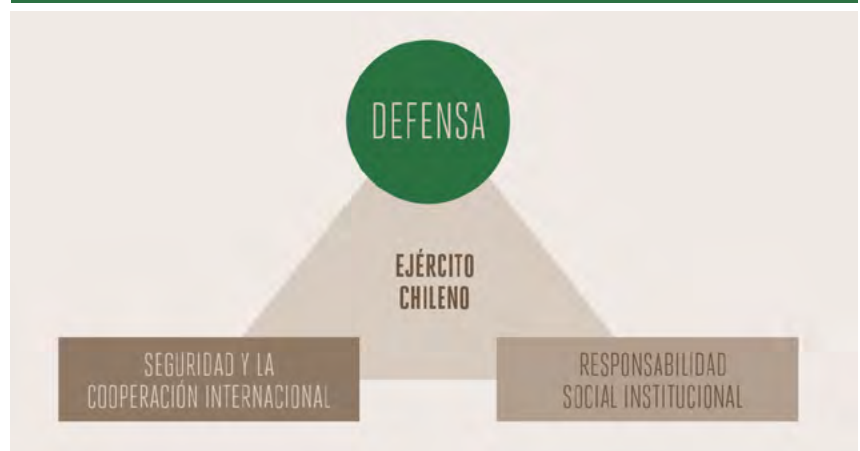 DEFENSA
EJÉRCITO
CHILENO
SEGURIDAD Y LA
COOPERACIÓN INTERNACIONAL
RESPONSABILIDAD
SOCIAL INSTITUCIONAL